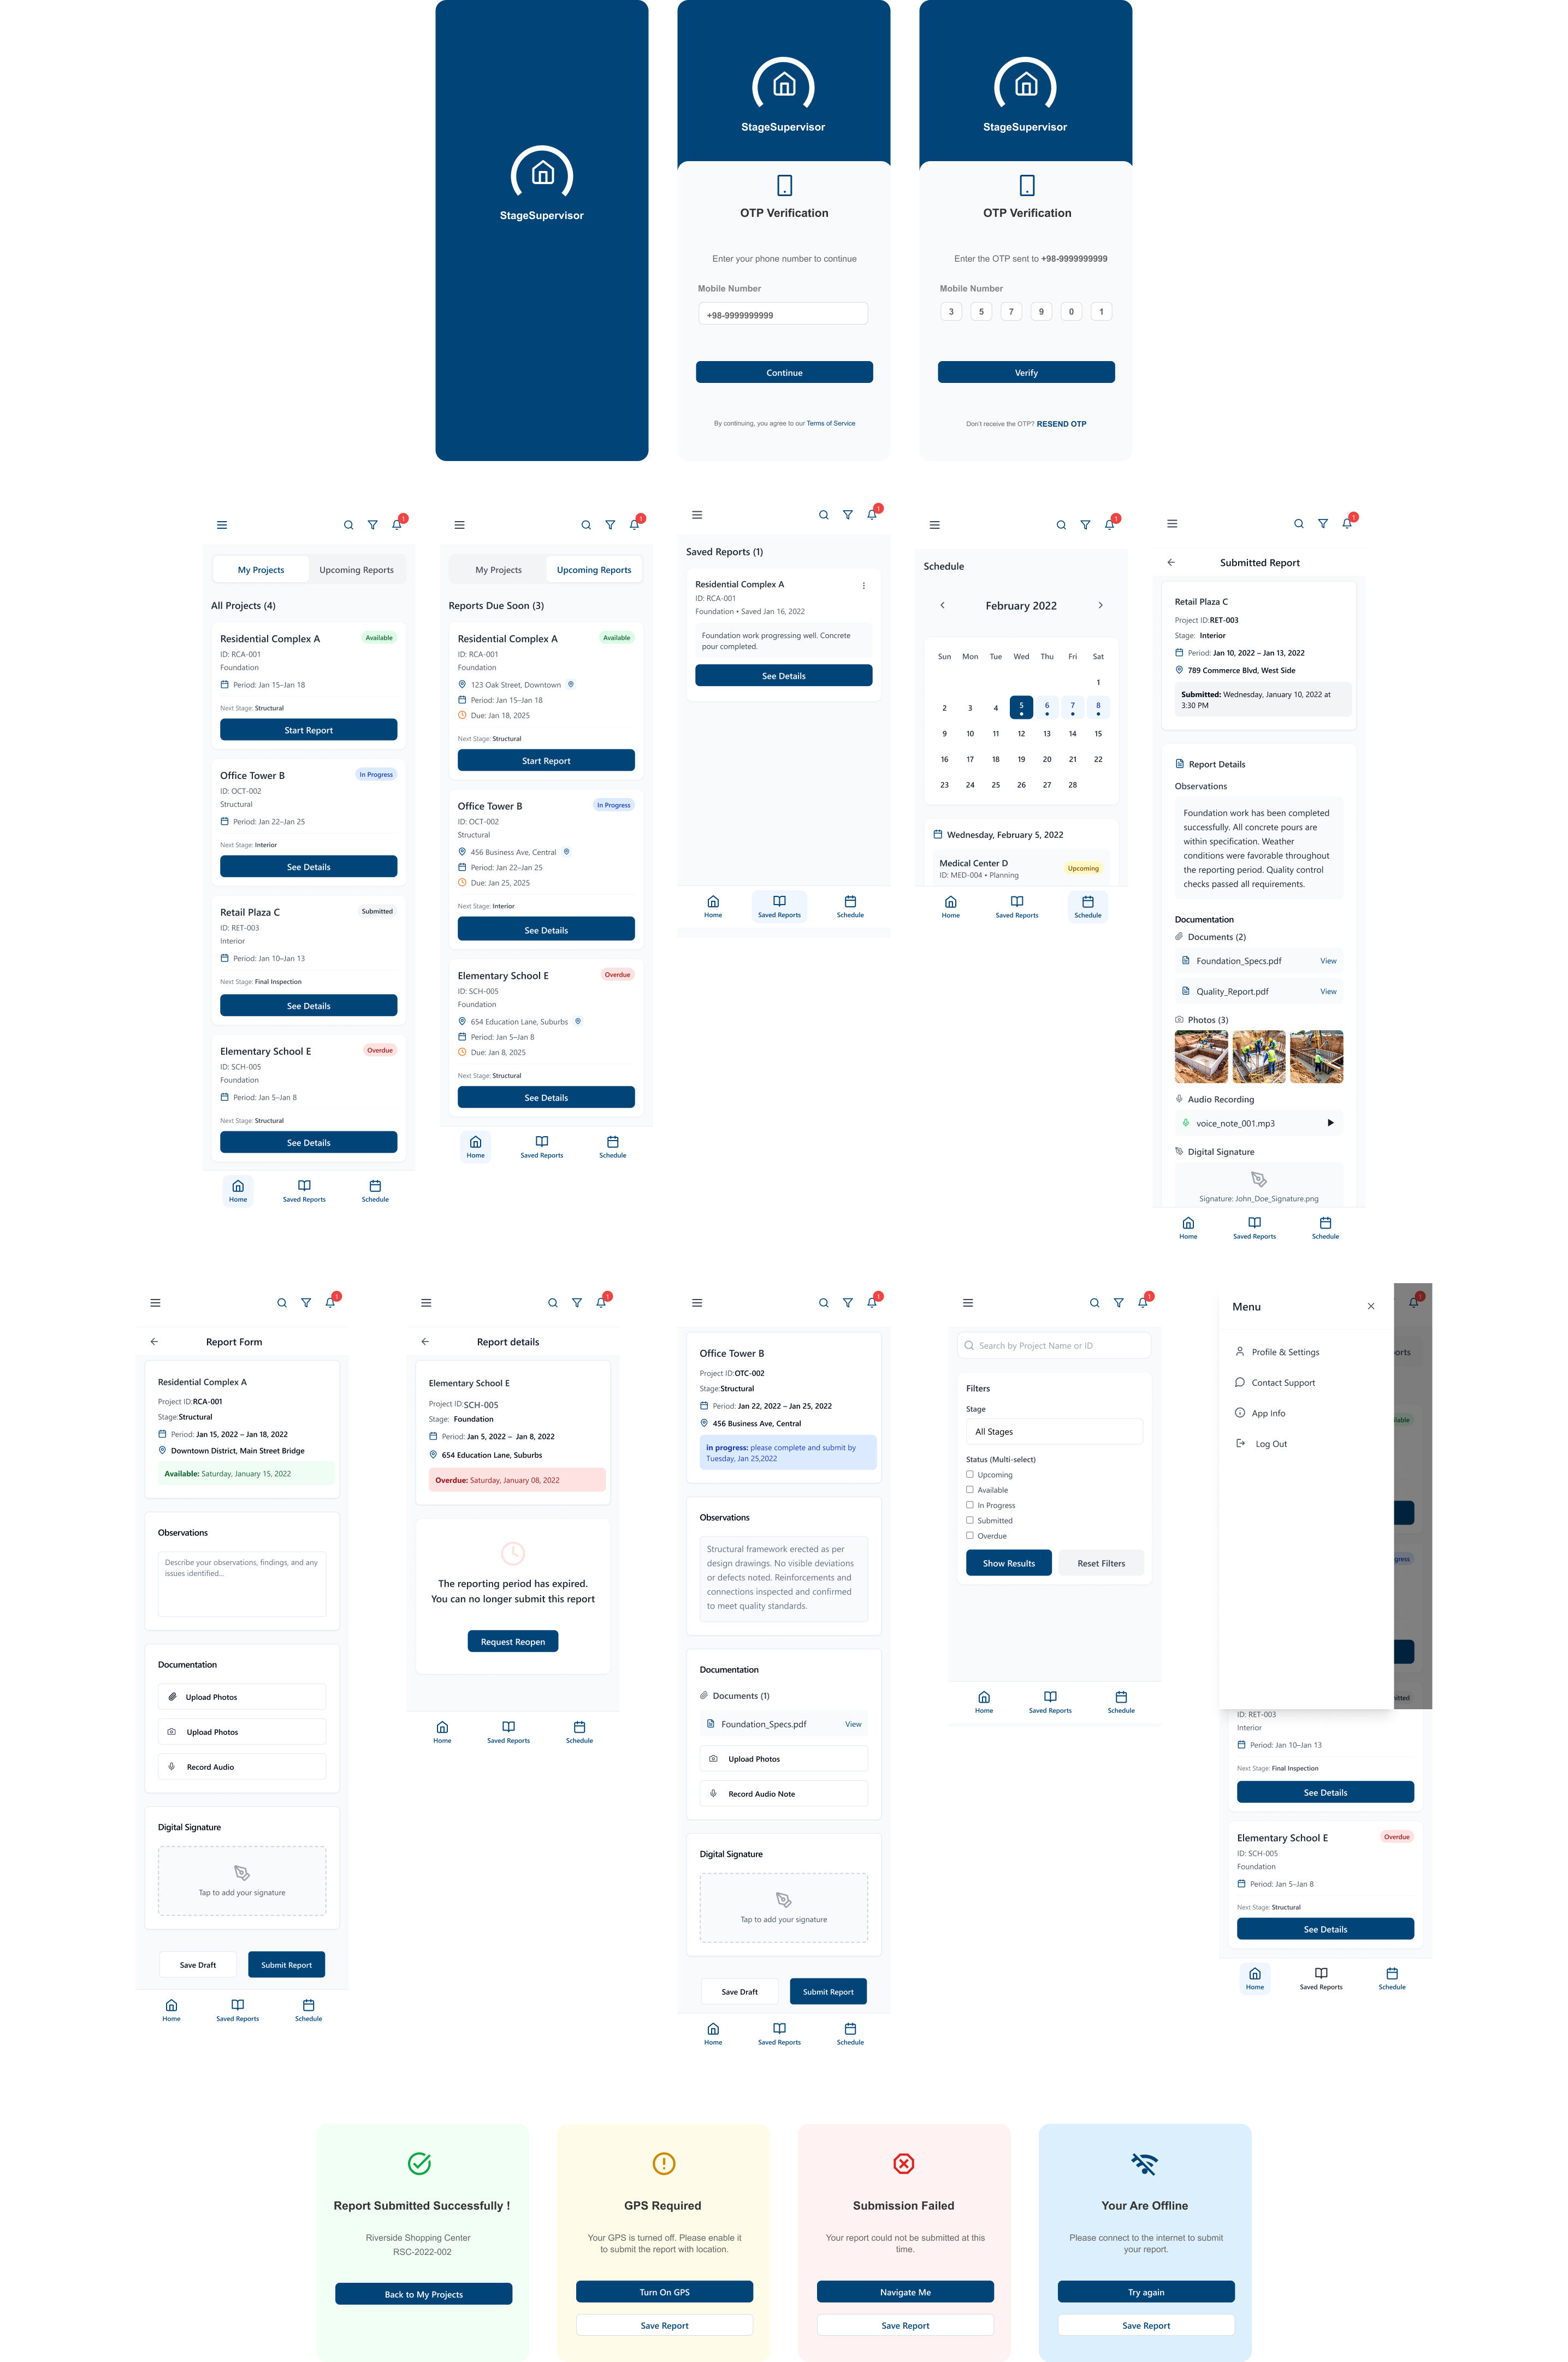 StageSupervisor
StageSupervisor
OTP Verification
Enter your phone number to continue
Mobile Number
+98-9999999999
Continue
By continuing, you agree to our Terms of Service
StageSupervisor
OTP Verification
Enter the OTP sent to +98-9999999999
Mobile Number
3 5 7 9 0 1
Verify
Don't receive the OTP? RESEND OTP
1
My Projects Upcoming Reports
All Projects (4)
Residential Complex A Available
ID: RCA-001
Foundation
Period: Jan 15–Jan 18
Next Stage: Structural
Start Report
Office Tower B In Progress
ID: OCT-002
Structural
Period: Jan 22–Jan 25
Next Stage: Interior
See Details
Retail Plaza C Submitted
ID: RET-003
Interior
Period: Jan 10–Jan 13
Next Stage: Final Inspection
See Details
Elementary School E Overdue
ID: SCH-005
Foundation
Period: Jan 5–Jan 8
Next Stage: Structural
See Details
Home Saved Reports Schedule
1
My Projects Upcoming Reports
Reports Due Soon (3)
Residential Complex A Available
ID: RCA-001
Foundation
123 Oak Street, Downtown
Period: Jan 15–Jan 18
Due: Jan 18, 2025
Next Stage: Structural
Start Report
Office Tower B In Progress
ID: OCT-002
Structural
456 Business Ave, Central
Period: Jan 22–Jan 25
Due: Jan 25, 2025
Next Stage: Interior
See Details
Elementary School E Overdue
ID: SCH-005
Foundation
654 Education Lane, Suburbs
Period: Jan 5–Jan 8
Due: Jan 8, 2025
Next Stage: Structural
See Details
Home Saved Reports Schedule
1
Saved Reports (1)
Residential Complex A
ID: RCA-001
Foundation • Saved Jan 16, 2022
Foundation work progressing well. Concrete
pour completed.
See Details
Home Saved Reports Schedule
1
Schedule
February 2022
Sun Mon Tue Wed Thu Fri Sat
1
2 3 4 5 6 7 8
9 10 11 12 13 14 15
16 17 18 19 20 21 22
23 24 25 26 27 28
Wednesday, February 5, 2022
Medical Center D Upcoming
ID: MED-004 • Planning
Home Saved Reports Schedule
1
Submitted Report
Retail Plaza C
Project ID:RET-003
Stage: Interior
Period: Jan 10, 2022 – Jan 13, 2022
789 Commerce Blvd, West Side
Submitted: Wednesday, January 10, 2022 at
3:30 PM
Report Details
Observations
Foundation work has been completed
successfully. All concrete pours are
within specification. Weather
conditions were favorable throughout
the reporting period. Quality control
checks passed all requirements.
Documentation
Documents (2)
Foundation_Specs.pdf View
Quality_Report.pdf View
Photos (3)
Audio Recording
voice_note_001.mp3
Digital Signature
Signature: John_Doe_Signature.png
Home Saved Reports Schedule
1
Report Form
Residential Complex A
Project ID:RCA-001
Stage:Structural
Period: Jan 15, 2022 – Jan 18, 2022
Downtown District, Main Street Bridge
Available: Saturday, January 15, 2022
Observations
Describe your observations, findings, and any
issues identified...
Documentation
Upload Photos
Upload Photos
Record Audio
Digital Signature
Tap to add your signature
Save Draft Submit Report
Home Saved Reports Schedule
1
Report details
Elementary School E
Project ID:SCH-005
Stage: Foundation
Period: Jan 5, 2022 – Jan 8, 2022
654 Education Lane, Suburbs
Overdue: Saturday, January 08, 2022
The reporting period has expired.
You can no longer submit this report
Request Reopen
Home Saved Reports Schedule
1
Office Tower B
Project ID:OTC-002
Stage:Structural
Period: Jan 22, 2022 – Jan 25, 2022
456 Business Ave, Central
in progress: please complete and submit by
Tuesday, Jan 25,2022
Observations
Structural framework erected as per
design drawings. No visible deviations
or defects noted. Reinforcements and
connections inspected and confirmed
to meet quality standards.
Documentation
Documents (1)
Foundation_Specs.pdf View
Upload Photos
Record Audio Note
Digital Signature
Tap to add your signature
Save Draft Submit Report
Home Saved Reports Schedule
1
Search by Project Name or ID
Filters
Stage
All Stages
Status (Multi-select)
Upcoming
Available
In Progress
Submitted
Overdue
Show Results Reset Filters
Home Saved Reports Schedule
1
Menu
Profile & Settings
Contact Support
App Info
Log Out
orts
lable
gress
itted
ID: RET-003
Interior
Period: Jan 10–Jan 13
Next Stage: Final Inspection
See Details
Elementary School E Overdue
ID: SCH-005
Foundation
Period: Jan 5–Jan 8
Next Stage: Structural
See Details
Home Saved Reports Schedule
Report Submitted Successfully !
Riverside Shopping Center
RSC-2022-002
Back to My Projects
GPS Required
Your GPS is turned off. Please enable it
to submit the report with location.
Turn On GPS
Save Report
Submission Failed
Your report could not be submitted at this
time.
Navigate Me
Save Report
Your Are Offline
Please connect to the internet to submit
your report.
Try again
Save Report